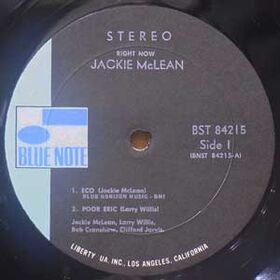 STEREO
RIGHT NOW
JACKIE McLEAN
BST 84215
Side 1
(BNST 84215-A)
BLUE NOTE
1. ECO (Jackie McLean)
BLUE HORIZON MUSIC - BMI
2. POOR ERIC (Larry Willis)
Jackie McLean, Larry Willis,
Bob Cranshaw, Clifford Jarvis.
LIBERTY UA, INC., LOS ANGELES, CALIFORNIA